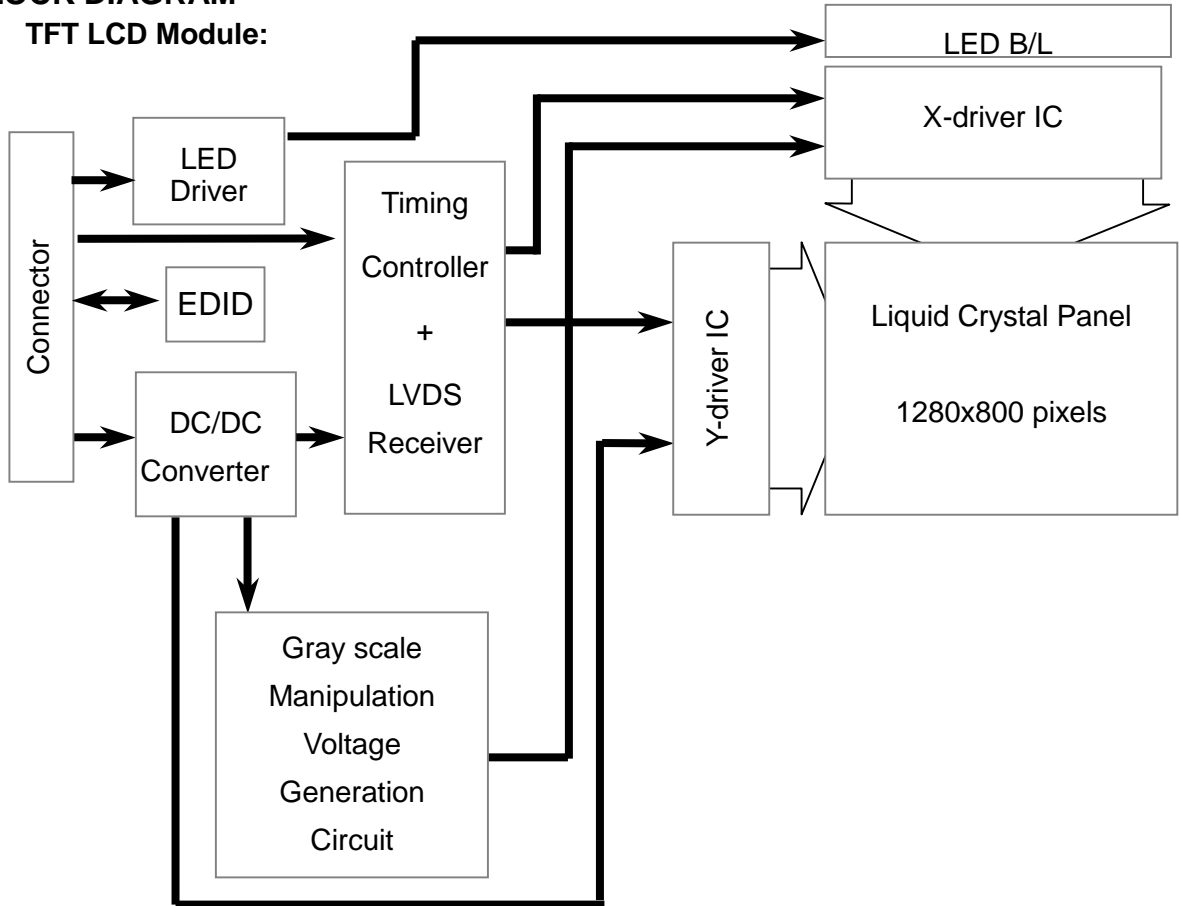 TFT LCD Module:
LED B/L
X-driver IC
LED
Driver
Timing
Controller
+
LVDS
Receiver
Connector
EDID
DC/DC
Converter
Y-driver IC
Liquid Crystal Panel
1280x800 pixels
Gray scale
Manipulation
Voltage
Generation
Circuit